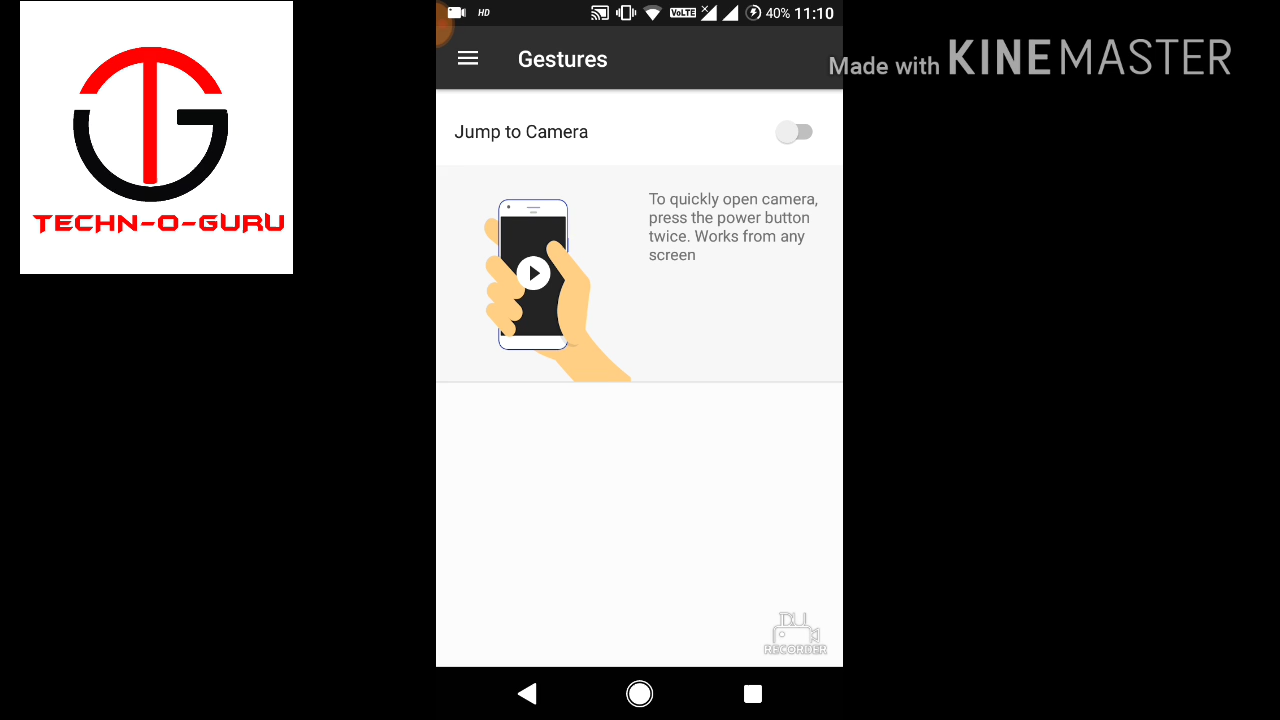 HD
VoLTE
40% 11:10
Gestures
Made with KINEMASTER
Jump to Camera
To quickly open camera,
press the power button
twice. Works from any
screen
TECHN-O-GURU
DU
RECORDER